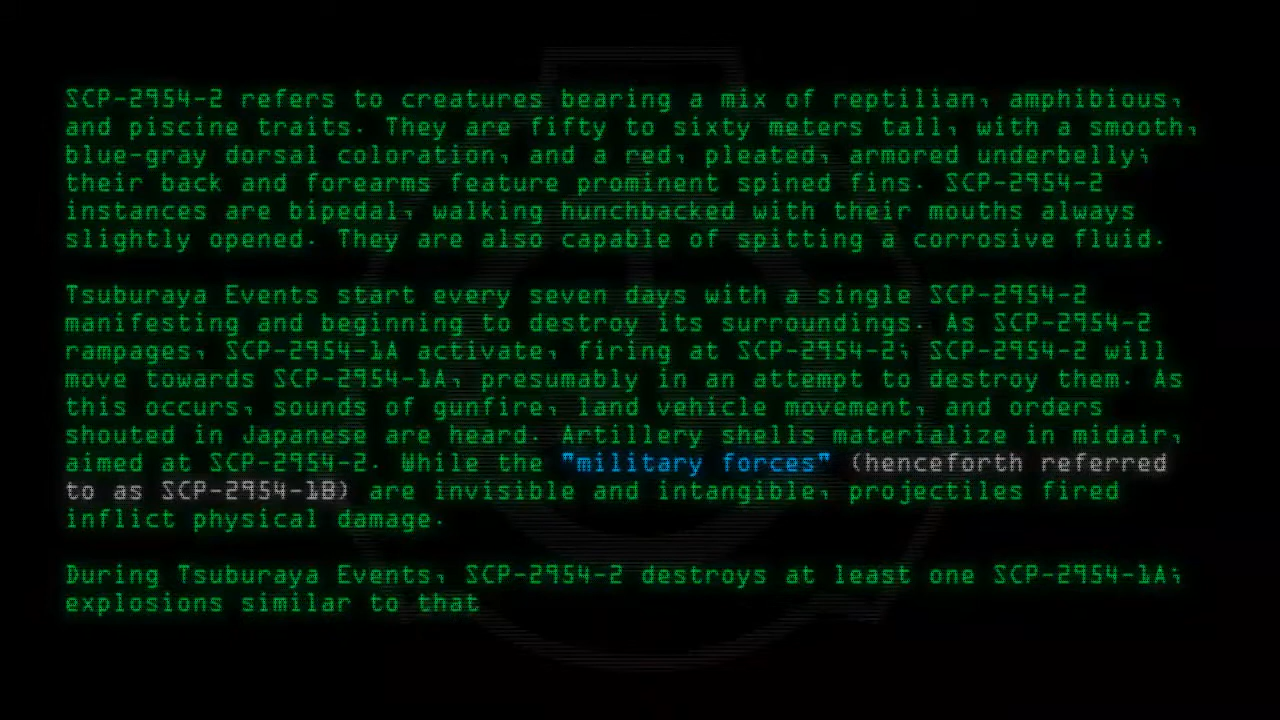 SCP-2954-2 refers to creatures bearing a mix of reptilian, amphibious,
and piscine traits. They are fifty to sixty meters tall, with a smooth,
blue-gray dorsal coloration, and a red, pleated, armored underbelly;
their back and forearms feature prominent spined fins. SCP-2954-2
instances are bipedal, walking hunchbacked with their mouths always
slightly opened. They are also capable of spitting a corrosive fluid.
Tsuburaya Events start every seven days with a single SCP-2954-2
manifesting and beginning to destroy its surroundings. As SCP-2954-2
rampages, SCP-2954-1A activate, firing at SCP-2954-2; SCP-2954-2 will
move towards SCP-2954-1A, presumably in an attempt to destroy them. As
this occurs, sounds of gunfire, land vehicle movement, and orders
shouted in Japanese are heard. Artillery shells materialize in midair,
aimed at SCP-2954-2. While the "military forces" (henceforth referred
to as SCP-2954-1B) are invisible and intangible, projectiles fired
inflict physical damage.
During Tsuburaya Events, SCP-2954-2 destroys at least one SCP-2954-1A;
explosions similar to that